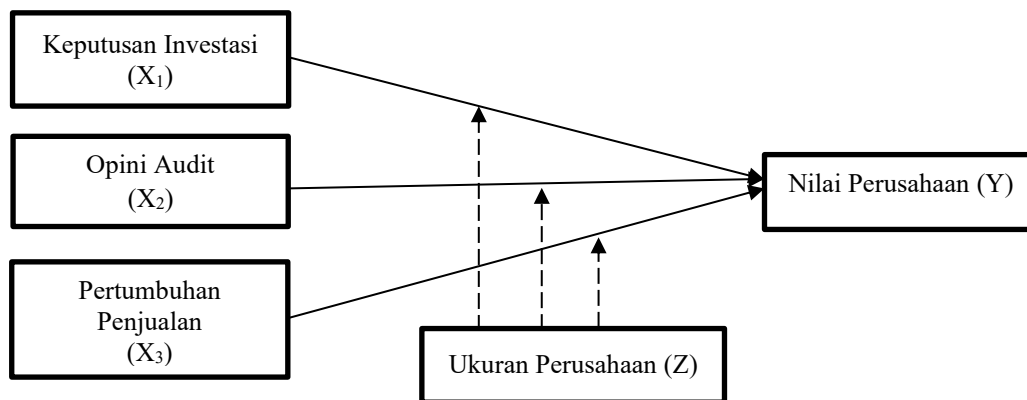 Keputusan Investasi
(X₁)
Opini Audit
(X₂)
Pertumbuhan
Penjualan
(X₃)
Nilai Perusahaan (Y)
Ukuran Perusahaan (Z)